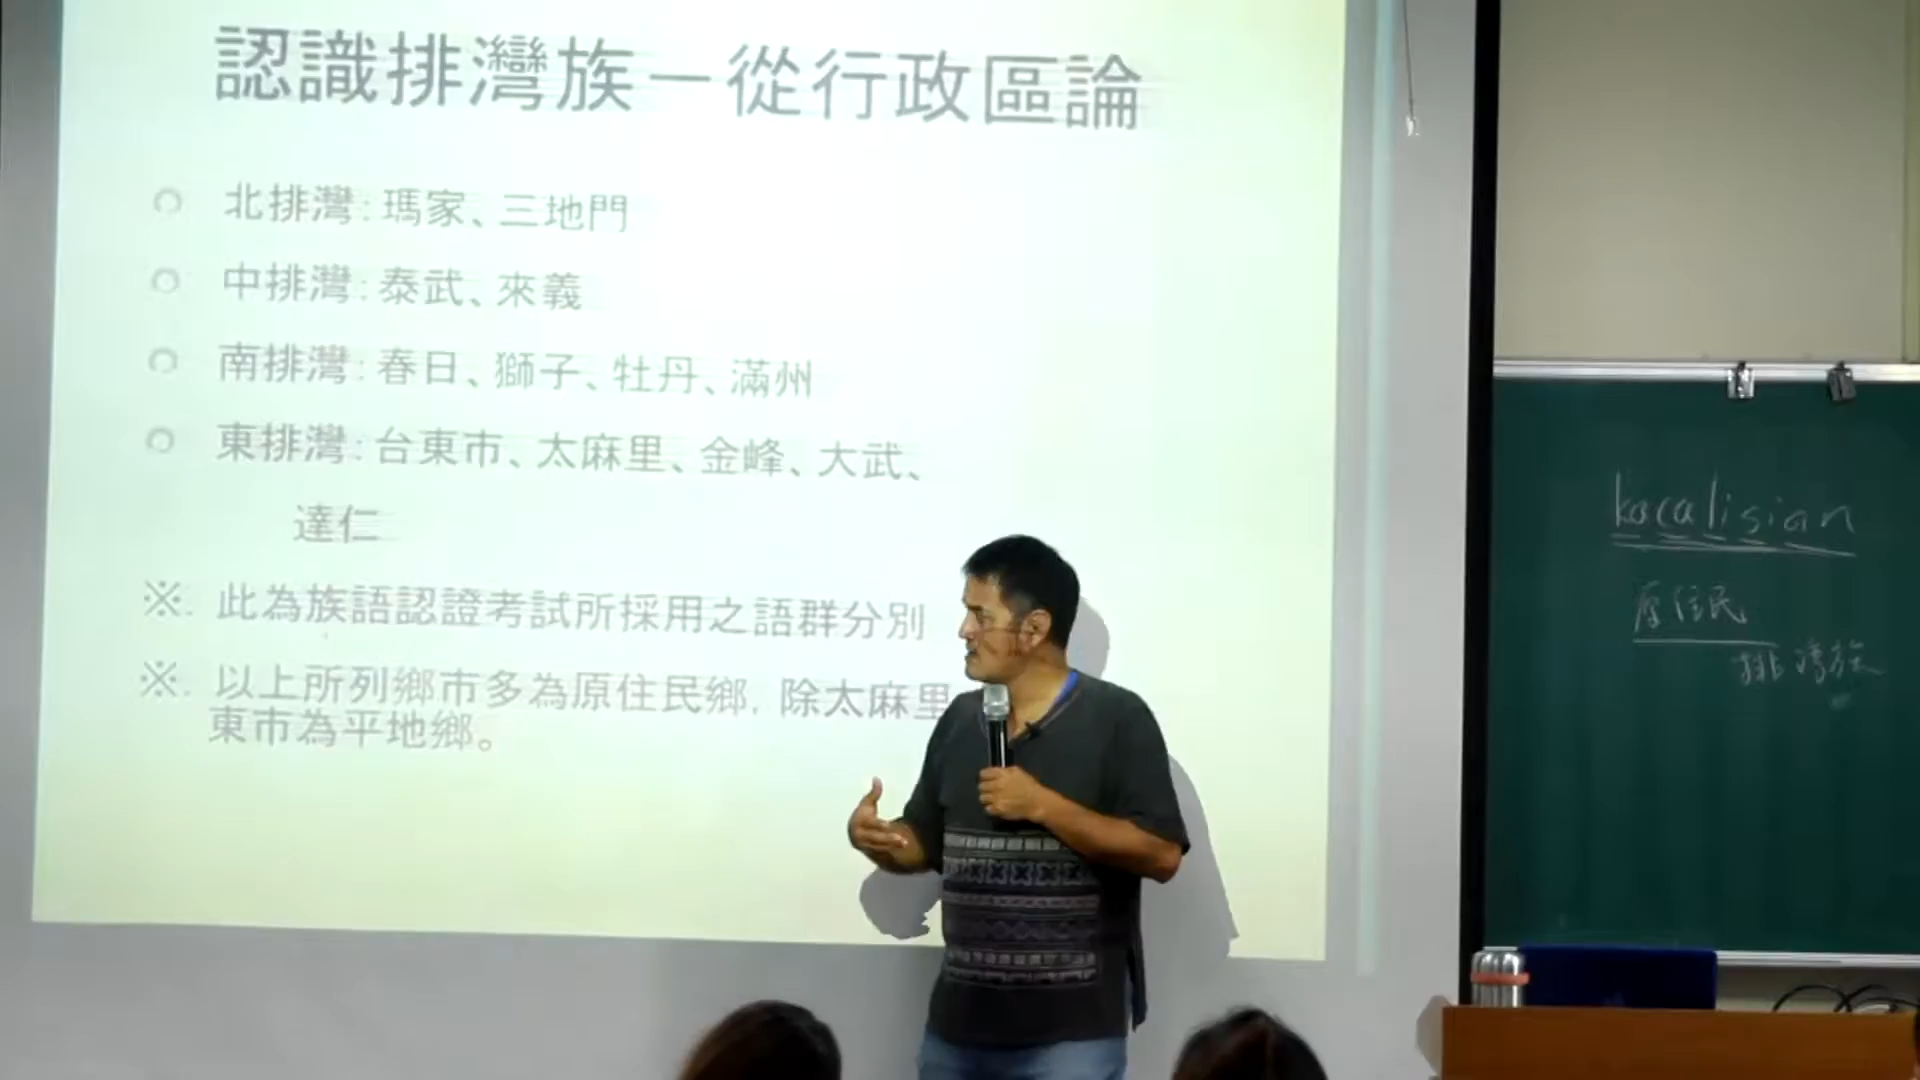 認識排灣族－從行政區論
北排灣：瑪家、三地門
中排灣：泰武、來義
南排灣：春日、獅子、牡丹、滿州
東排灣：台東市、太麻里、金峰、大武、
達仁
※. 此為族語認證考試所採用之語群分別
※. 以上所列鄉市多為原住民鄉，除太麻里
東市為平地鄉。
kacalisian
原住民
排灣族